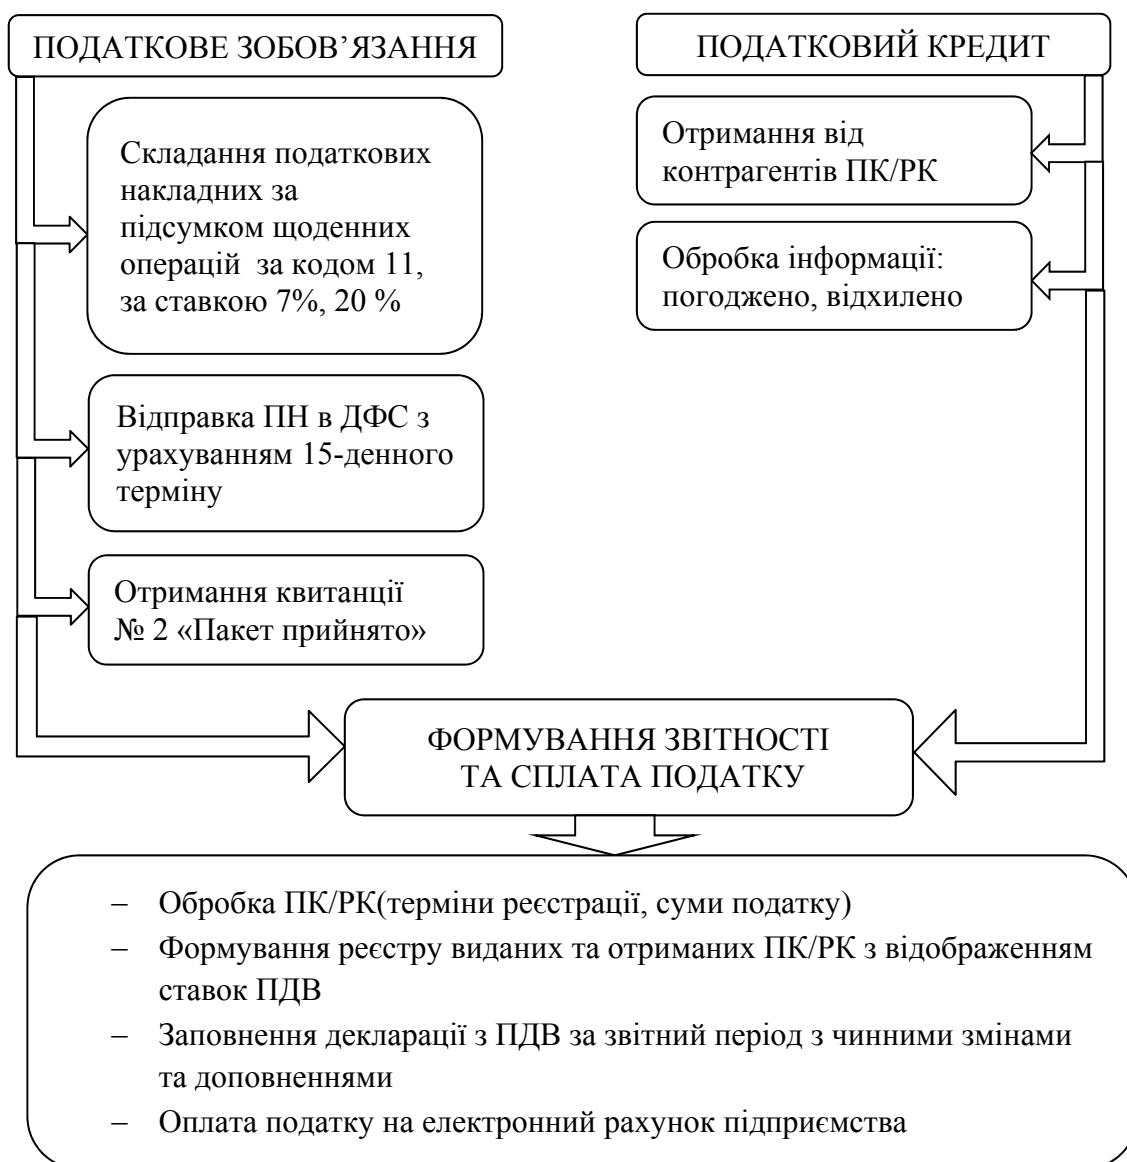 ПОДАТКОВЕ ЗОБОВ’ЯЗАННЯ
Складання податкових
накладних за
підсумком щоденних
операцій за кодом 11,
за ставкою 7%, 20 %
Відправка ПН в ДФС з
урахуванням 15-денного
терміну
Отримання квитанції
№ 2 «Пакет прийнято»
ПОДАТКОВИЙ КРЕДИТ
Отримання від
контрагентів ПК/РК
Обробка інформації:
погоджено, відхилено
ФОРМУВАННЯ ЗВІТНОСТІ
ТА СПЛАТА ПОДАТКУ
– Обробка ПК/РК(терміни реєстрації, суми податку)
– Формування реєстру виданих та отриманих ПК/РК з відображенням
ставок ПДВ
– Заповнення декларації з ПДВ за звітний період з чинними змінами
та доповненнями
– Оплата податку на електронний рахунок підприємства